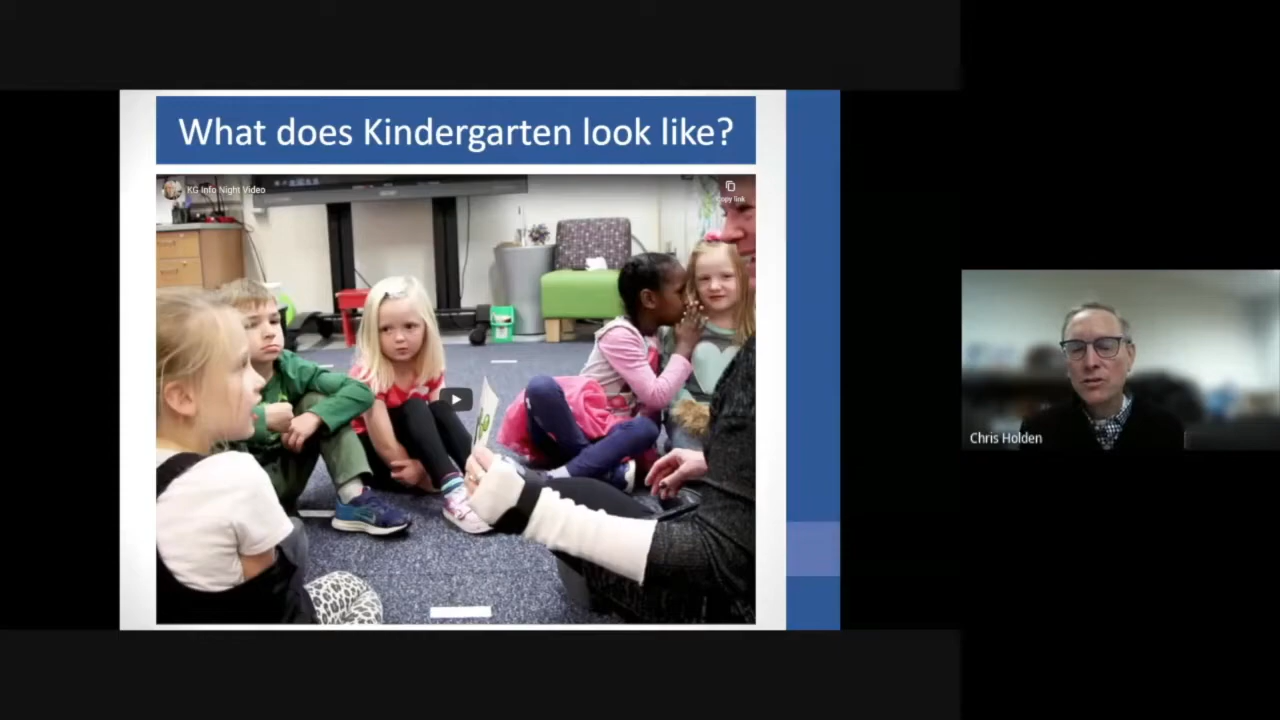 What does Kindergarten look like?
KG Info Night Video
Copy link
Chris Holden